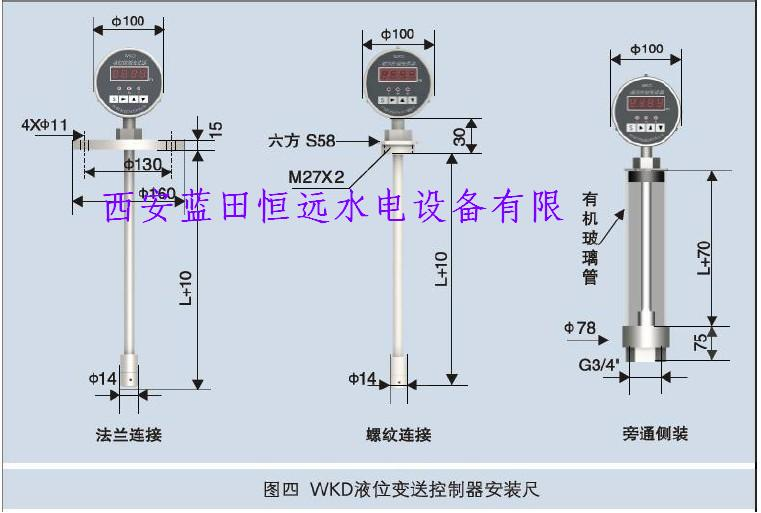 Φ100
WKD
4XΦ11
15
Φ130
Φ160
L+10
Φ14
法兰连接
Φ100
六方 S58
30
M27X2
L+10
Φ14
螺纹连接
Φ100
有机玻璃管
L+70
Φ78
75
G3/4"
旁通侧装
西安蓝田恒远水电设备有限
图四 WKD液位变送控制器安装尺